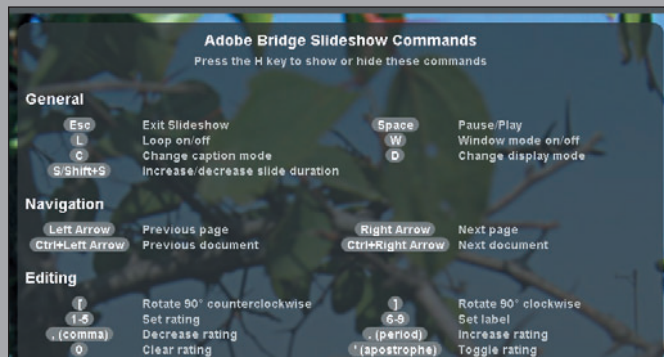 Adobe Bridge Slideshow Commands
Press the H key to show or hide these commands
General
Esc Exit Slideshow Space Pause/Play
L Loop on/off W Window mode on/off
C Change caption mode D Change display mode
S/Shift+S Increase/decrease slide duration
Navigation
Left Arrow Previous page Right Arrow Next page
Ctrl+Left Arrow Previous document Ctrl+Right Arrow Next document
Editing
[ Rotate 90° counterclockwise ] Rotate 90° clockwise
1-5 Set rating 6-9 Set label
, (comma) Decrease rating . (period) Increase rating
0 Clear rating ' (apostrophe) Toggle rating